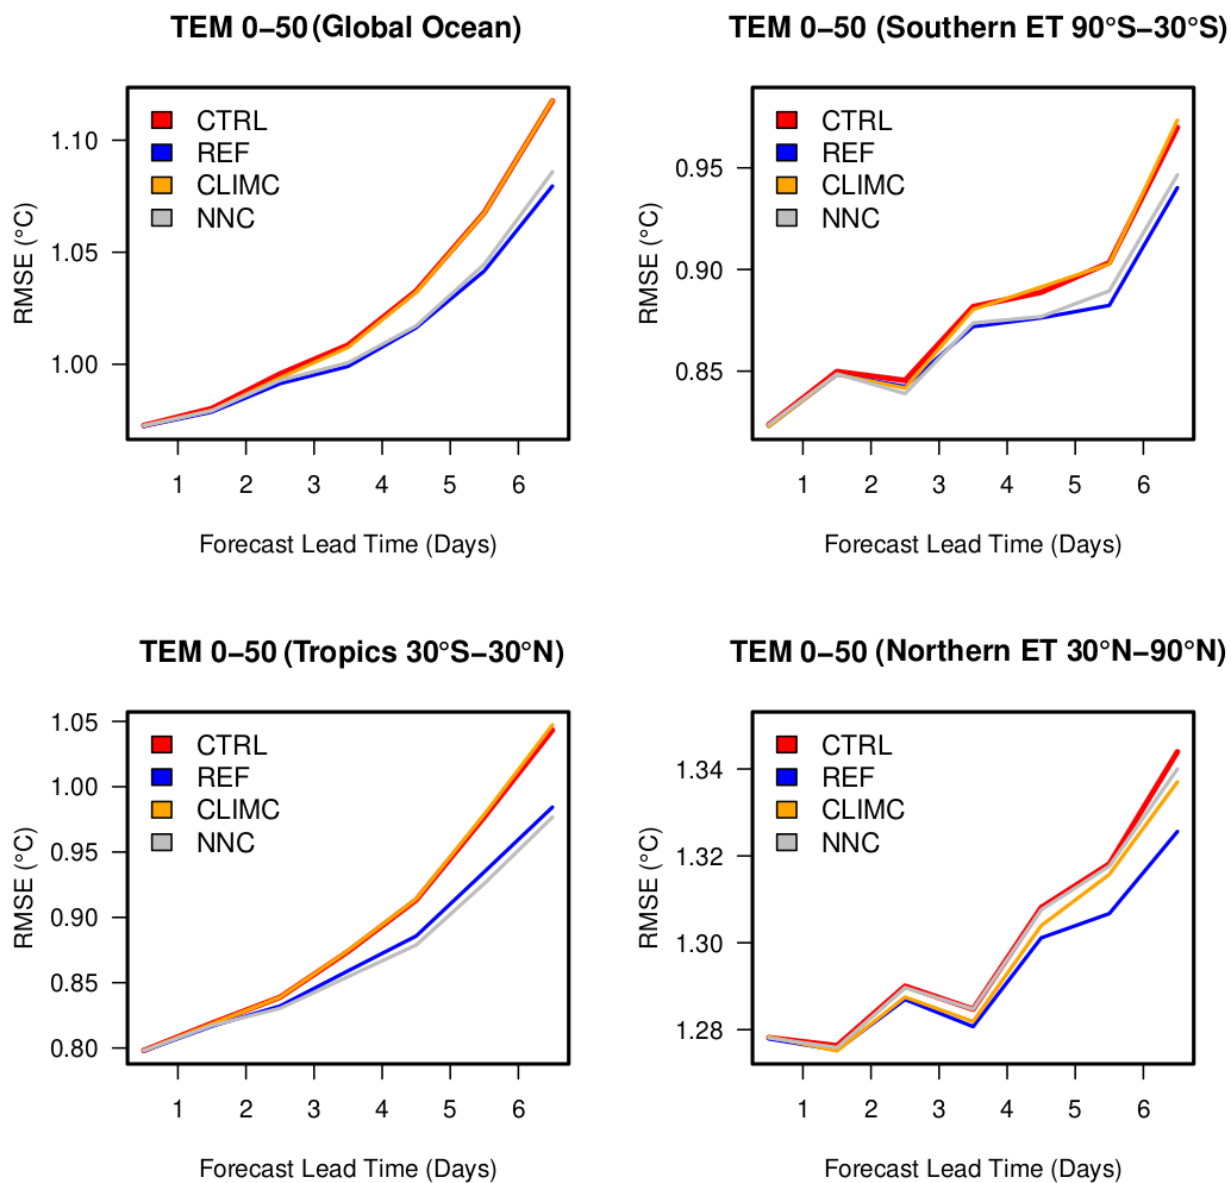 TEM 0−50 (Global Ocean)
CTRL
REF
CLIMC
NNC
RMSE (°C)
1.10
1.05
1.00
1 2 3 4 5 6
Forecast Lead Time (Days)
TEM 0−50 (Southern ET 90°S−30°S)
CTRL
REF
CLIMC
NNC
RMSE (°C)
0.95
0.90
0.85
1 2 3 4 5 6
Forecast Lead Time (Days)
TEM 0−50 (Tropics 30°S−30°N)
CTRL
REF
CLIMC
NNC
RMSE (°C)
1.05
1.00
0.95
0.90
0.85
0.80
1 2 3 4 5 6
Forecast Lead Time (Days)
TEM 0−50 (Northern ET 30°N−90°N)
CTRL
REF
CLIMC
NNC
RMSE (°C)
1.34
1.32
1.30
1.28
1 2 3 4 5 6
Forecast Lead Time (Days)